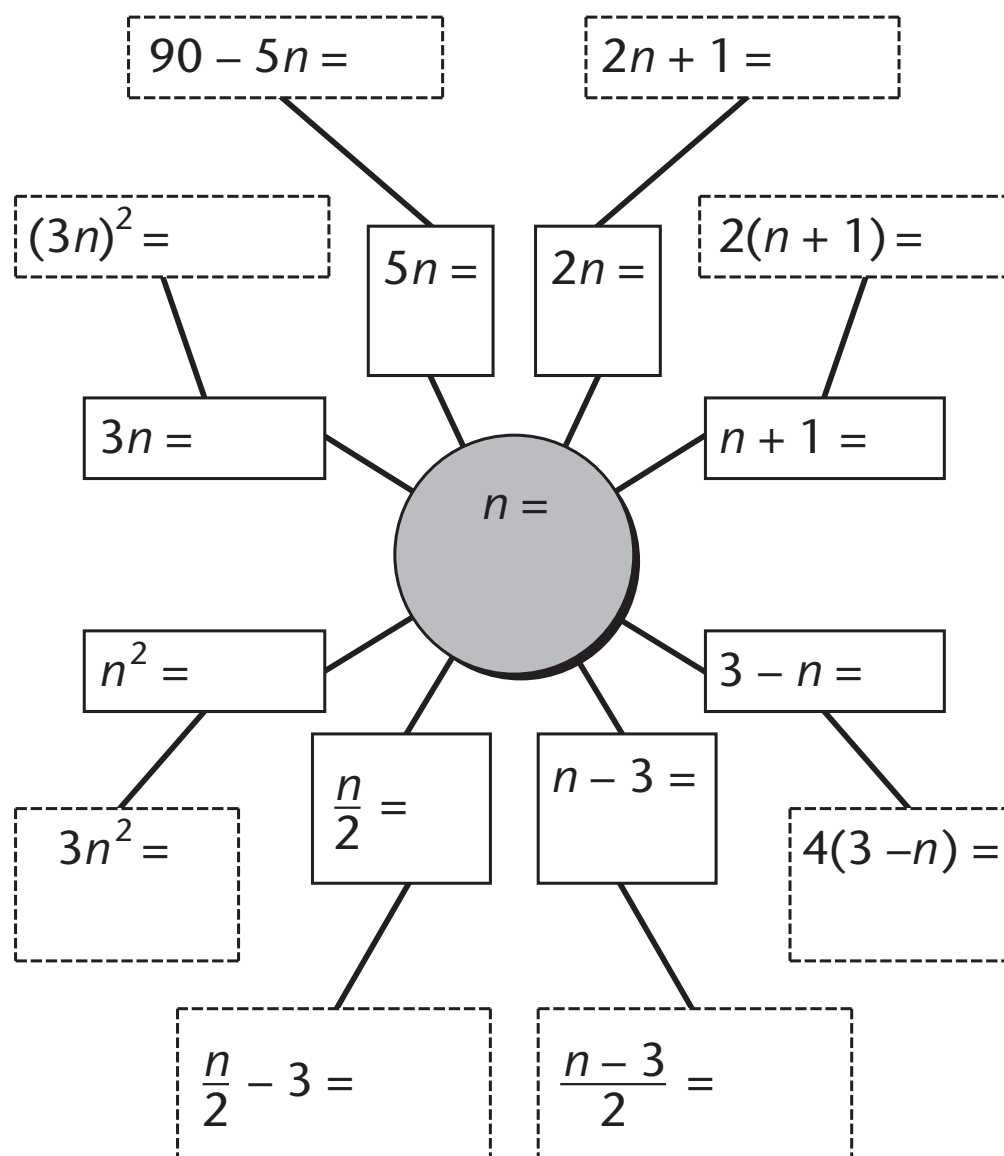 90 – 5n =
2n + 1 =
(3n)² =
5n =
2n =
2(n + 1) =
3n =
n + 1 =
n =
n² =
3 – n =
n/2 =
n – 3 =
3n² =
4(3 –n) =
n/2 – 3 =
(n – 3)/2 =